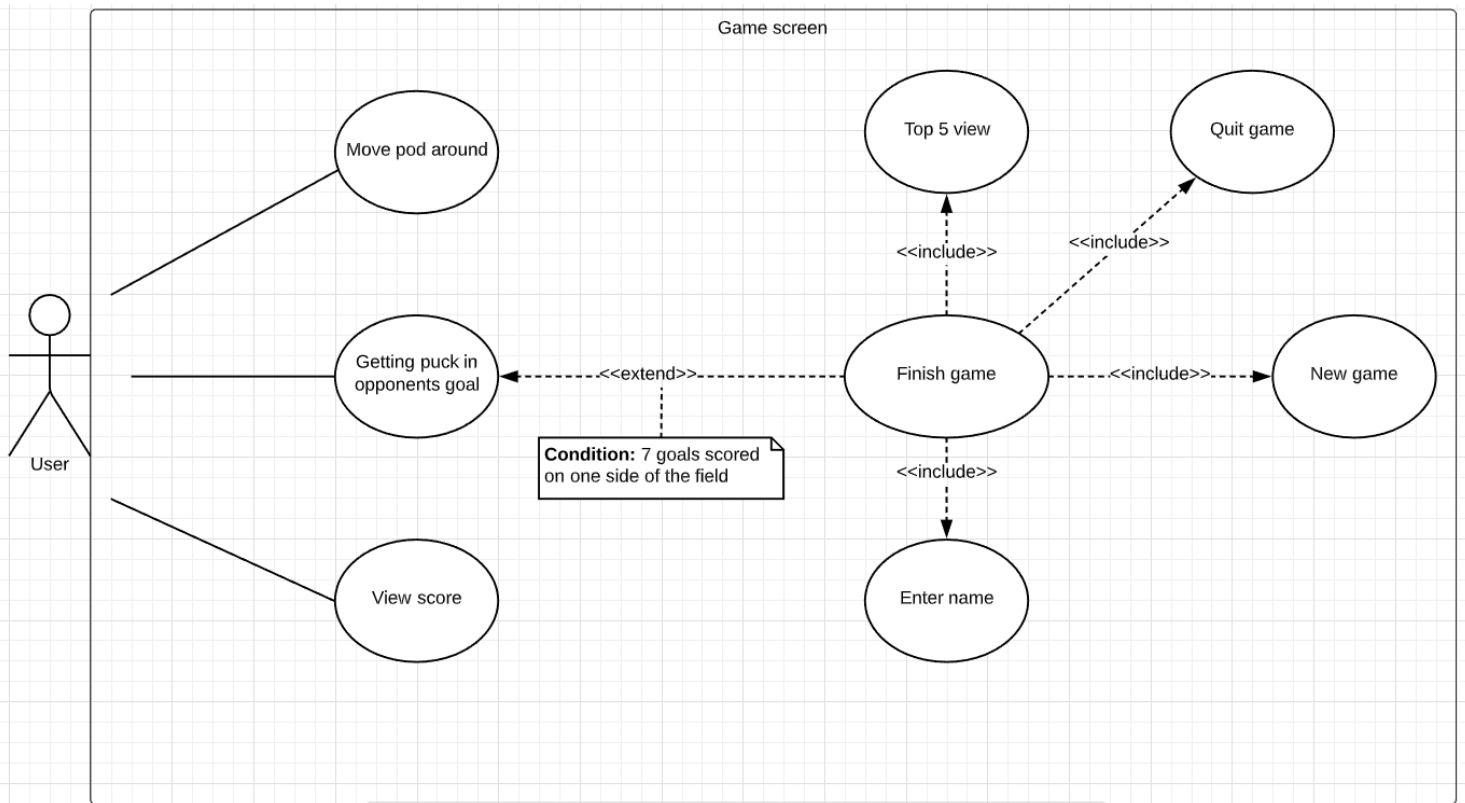 Game screen
Top 5 view
Quit game
Move pod around
<<include>>
<<include>>
Getting puck in
opponents goal
<<extend>>
Finish game
<<include>>
New game
User
Condition: 7 goals scored
on one side of the field
<<include>>
View score
Enter name